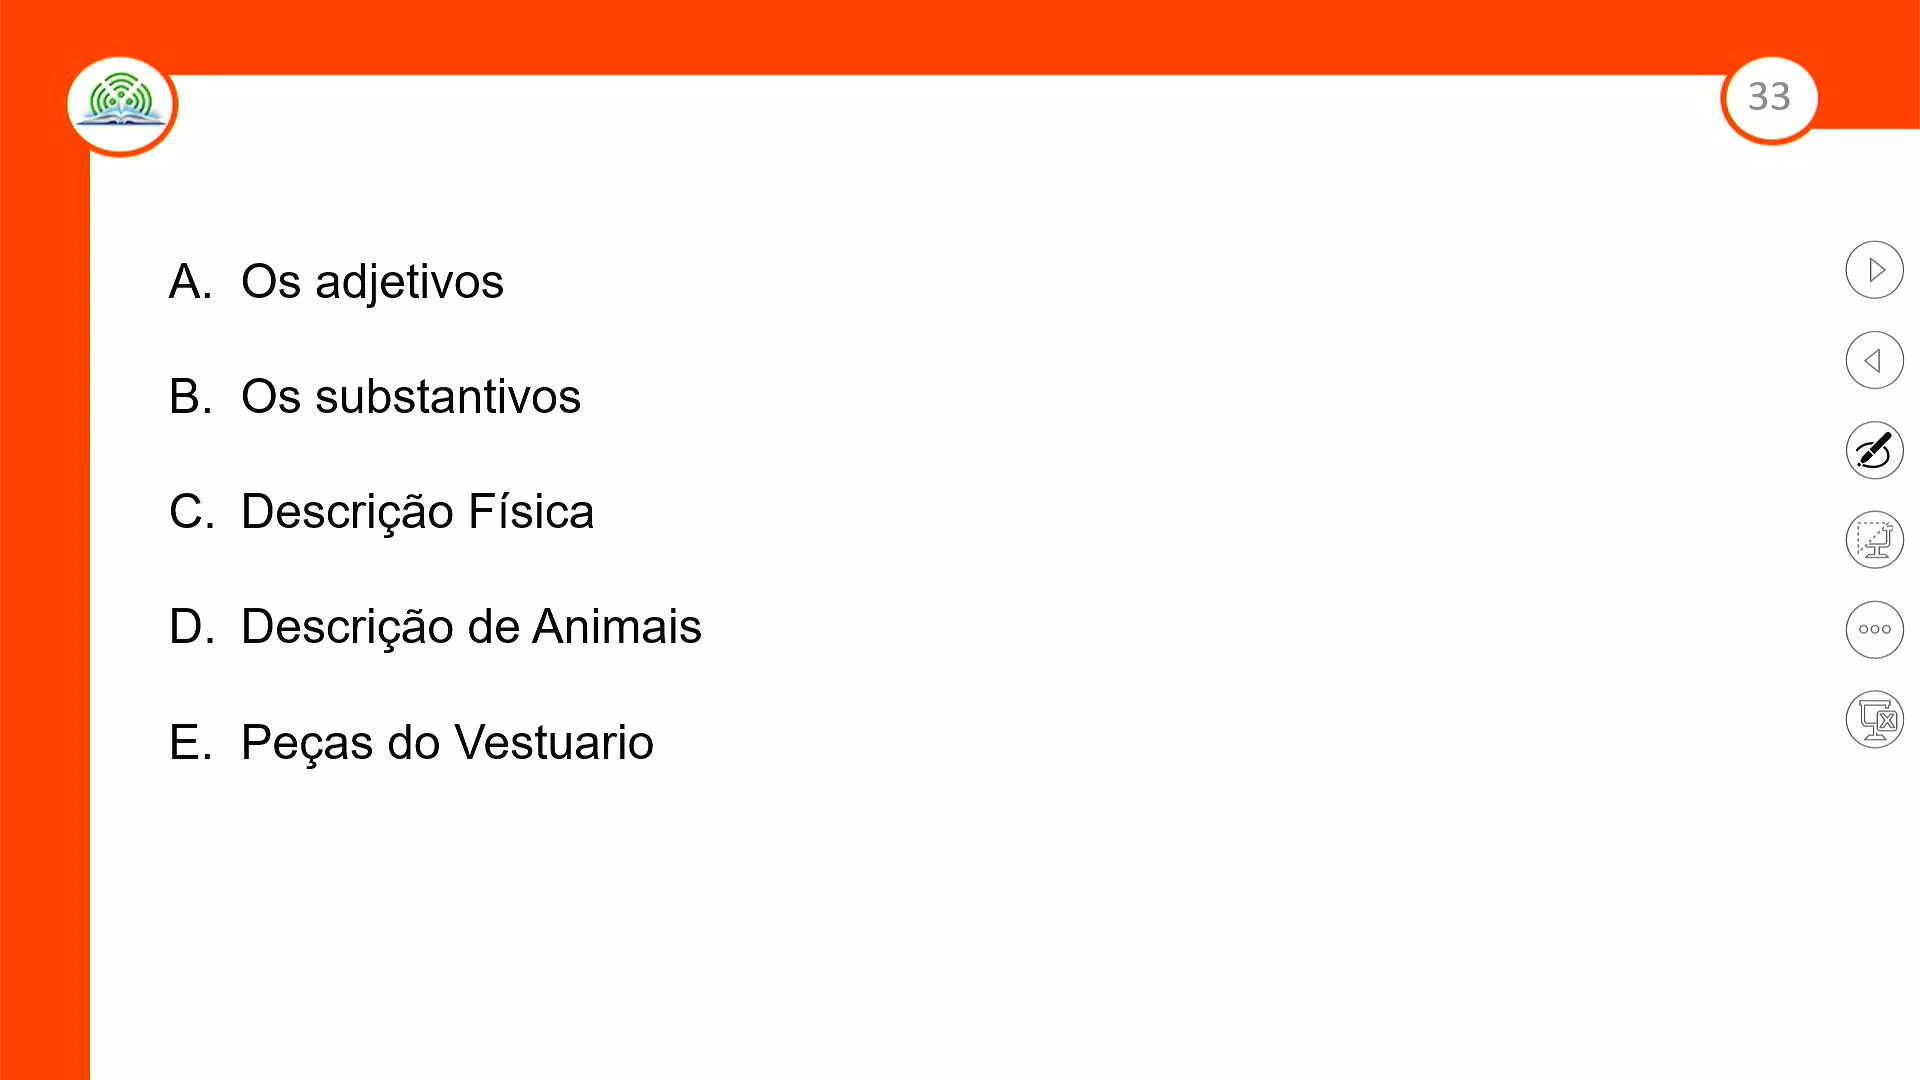 33
A. Os adjetivos
B. Os substantivos
C. Descrição Física
D. Descrição de Animais
E. Peças do Vestuario